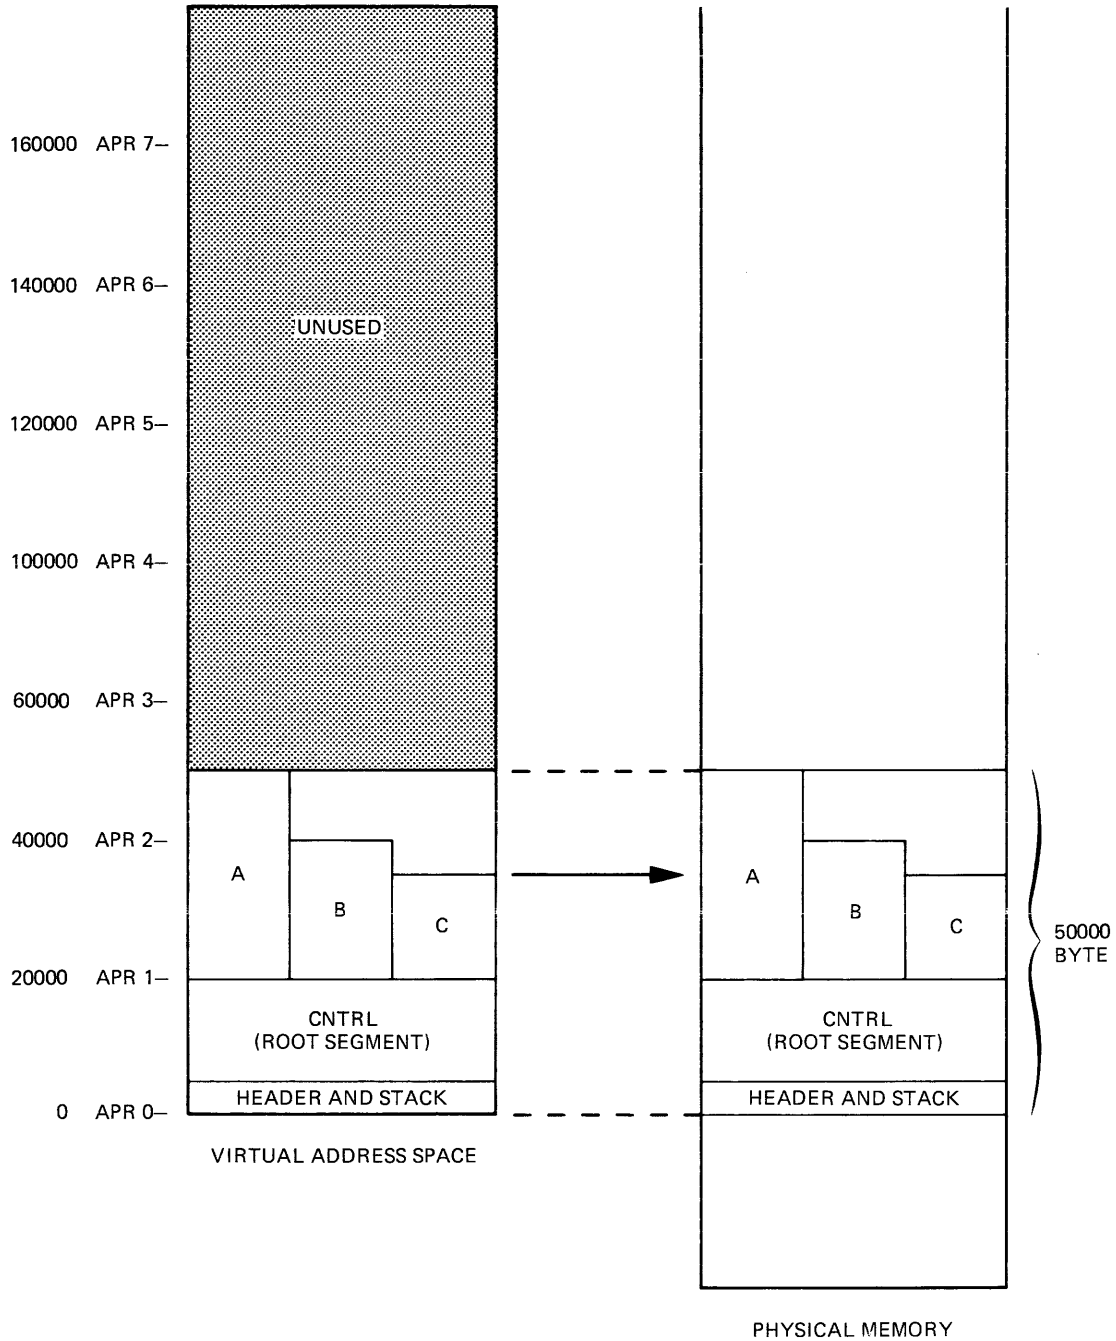 160000 APR 7–
140000 APR 6–
UNUSED
120000 APR 5–
100000 APR 4–
60000 APR 3–
40000 APR 2–
A
B
C
A
B
C
50000
BYTE
20000 APR 1–
CNTRL
(ROOT SEGMENT)
CNTRL
(ROOT SEGMENT)
HEADER AND STACK
HEADER AND STACK
0 APR 0–
VIRTUAL ADDRESS SPACE
PHYSICAL MEMORY